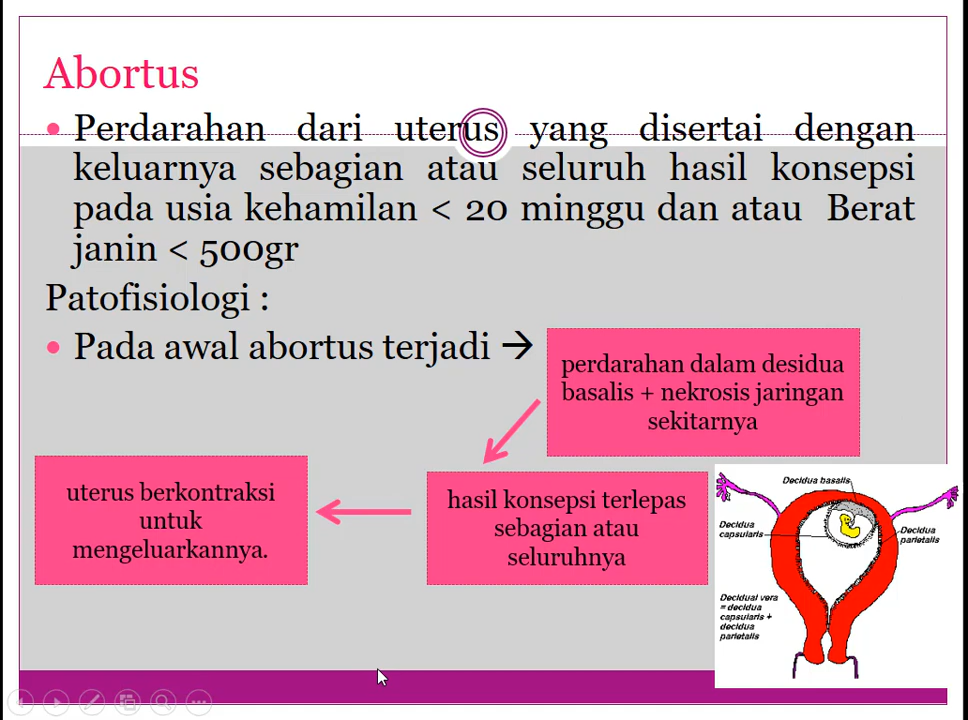 Abortus
• Perdarahan dari uterus yang disertai dengan
keluarnya sebagian atau seluruh hasil konsepsi
pada usia kehamilan < 20 minggu dan atau Berat
janin < 500gr
Patofisiologi :
• Pada awal abortus terjadi →
perdarahan dalam desidua
basalis + nekrosis jaringan
sekitarnya
hasil konsepsi terlepas
sebagian atau
seluruhnya
uterus berkontraksi
untuk
mengeluarkannya.
Decidua basalis
Decidua
capsularis
Decidua
parietalis
Decidual vera
= decidua
capsularis +
decidua
parietalis